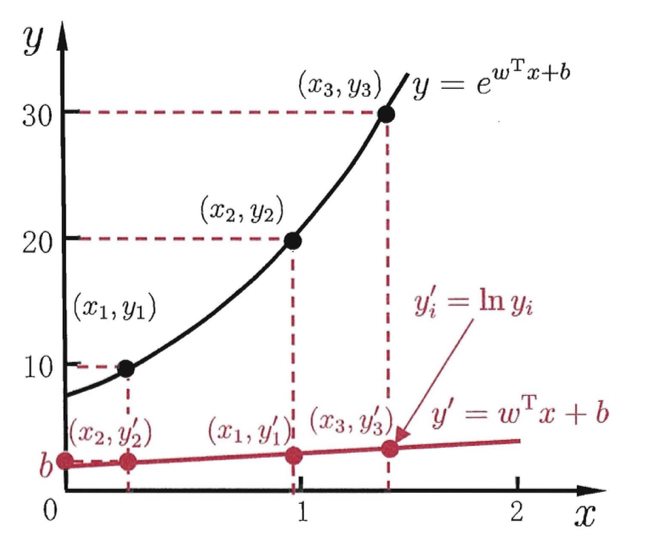 y
(x₃, y₃)
y = e^{wᵀx+b}
30
(x₂, y₂)
20
(x₁, y₁)
y′ᵢ = ln yᵢ
10
(x₂, y′₂)
(x₁, y′₁)
(x₃, y′₃)
y′ = wᵀx + b
b
0
1
2
x